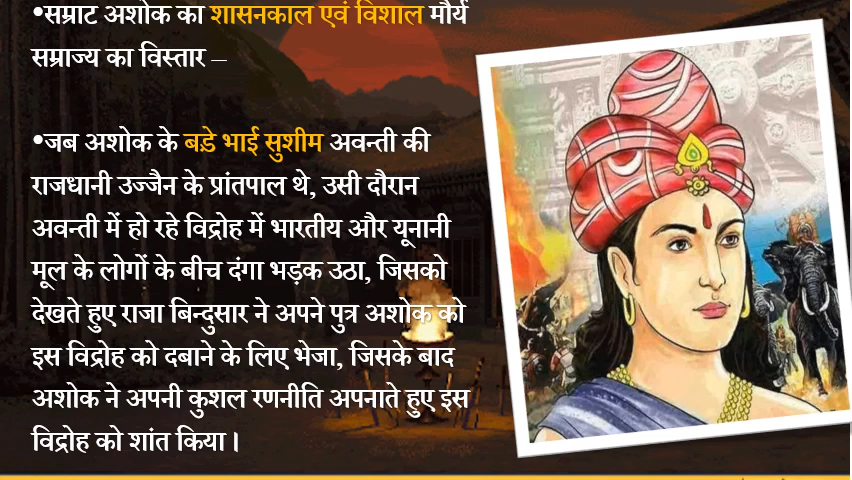 •सम्राट अशोक का शासनकाल एवं विशाल मौर्य
सम्राज्य का विस्तार –
•जब अशोक के बड़े भाई सुशीम अवन्ती की
राजधानी उज्जैन के प्रांतपाल थे, उसी दौरान
अवन्ती में हो रहे विद्रोह में भारतीय और यूनानी
मूल के लोगों के बीच दंगा भड़क उठा, जिसको
देखते हुए राजा बिन्दुसार ने अपने पुत्र अशोक को
इस विद्रोह को दबाने के लिए भेजा, जिसके बाद
अशोक ने अपनी कुशल रणनीति अपनाते हुए इस
विद्रोह को शांत किया।